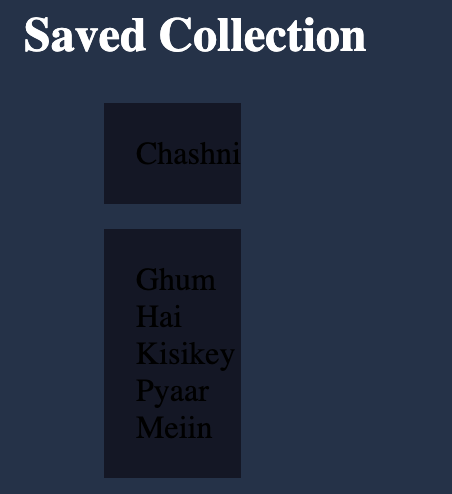 Saved Collection
Chashni
Ghum
Hai
Kisikey
Pyaar
Meiin